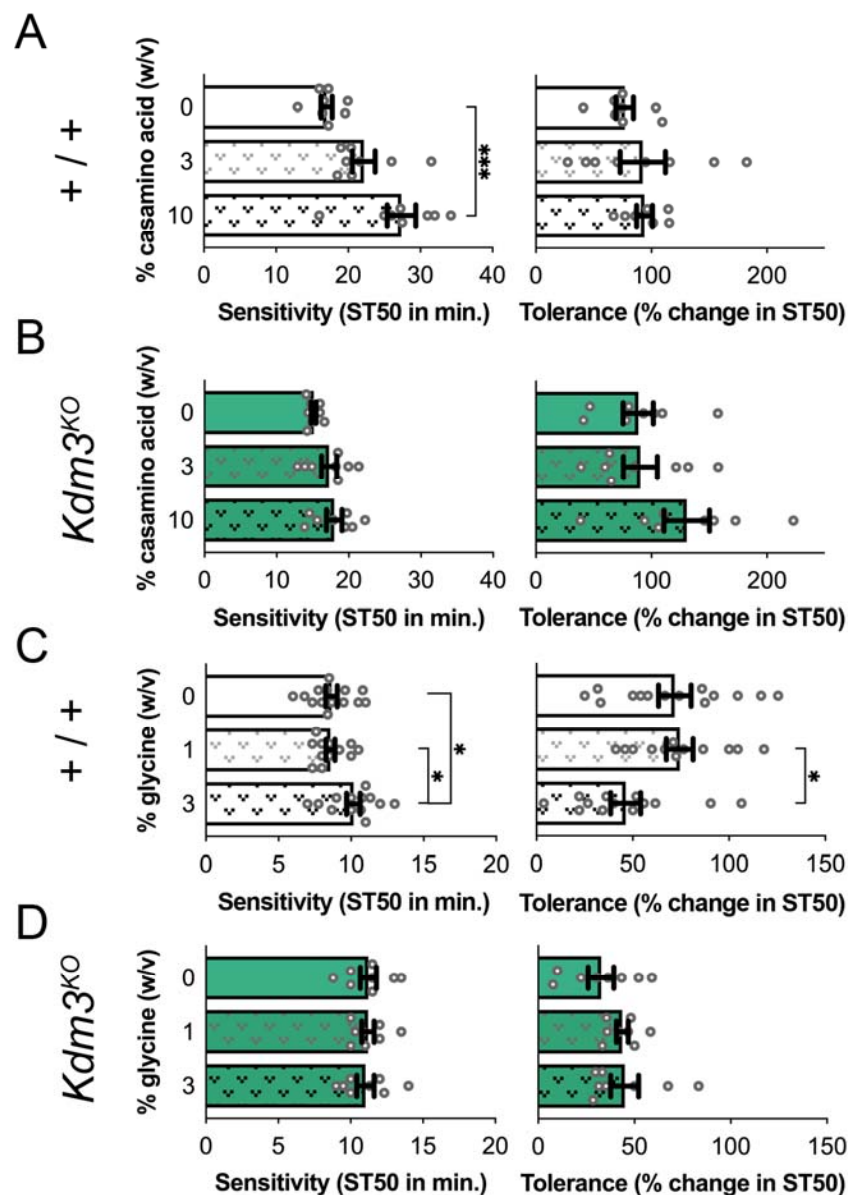 A
+ / +
% casamino acid (w/v)
0
3
10
***
0 10 20 30 40
0 100 200
Sensitivity (ST50 in min.)
Tolerance (% change in ST50)
B
Kdm3KO
% casamino acid (w/v)
0
3
10
0 10 20 30 40
0 100 200
Sensitivity (ST50 in min.)
Tolerance (% change in ST50)
C
+ / +
% glycine (w/v)
0
1
3
*
*
*
0 5 10 15 20
0 50 100 150
Sensitivity (ST50 in min.)
Tolerance (% change in ST50)
D
Kdm3KO
% glycine (w/v)
0
1
3
0 5 10 15 20
0 50 100 150
Sensitivity (ST50 in min.)
Tolerance (% change in ST50)